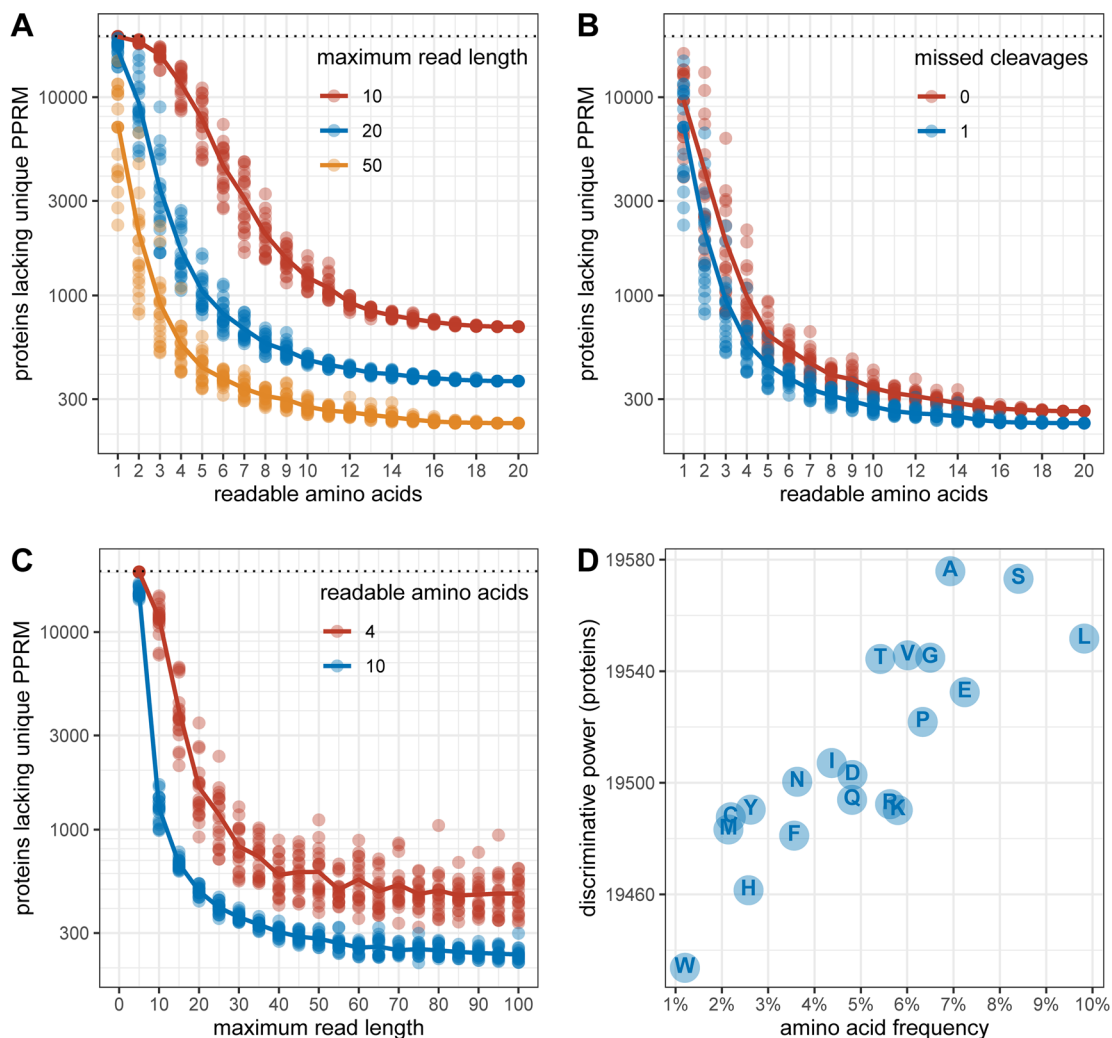 A
maximum read length
10
20
50
proteins lacking unique PPRM
10000
3000
1000
300
1 2 3 4 5 6 7 8 9 10 12 14 16 18 20
readable amino acids
B
missed cleavages
0
1
proteins lacking unique PPRM
10000
3000
1000
300
1 2 3 4 5 6 7 8 9 10 12 14 16 18 20
readable amino acids
C
readable amino acids
4
10
proteins lacking unique PPRM
10000
3000
1000
300
0 10 20 30 40 50 60 70 80 90 100
maximum read length
D
discriminative power (proteins)
19580
19540
19500
19460
A
S
L
T
V
G
E
P
I
D
N
Q
R
K
Y
C
M
F
H
W
1% 2% 3% 4% 5% 6% 7% 8% 9% 10%
amino acid frequency